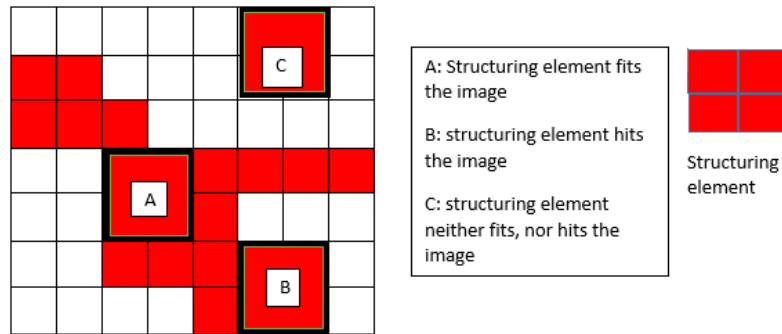 C
A
B
A: Structuring element fits
the image
B: structuring element hits
the image
C: structuring element
neither fits, nor hits the
image
Structuring
element